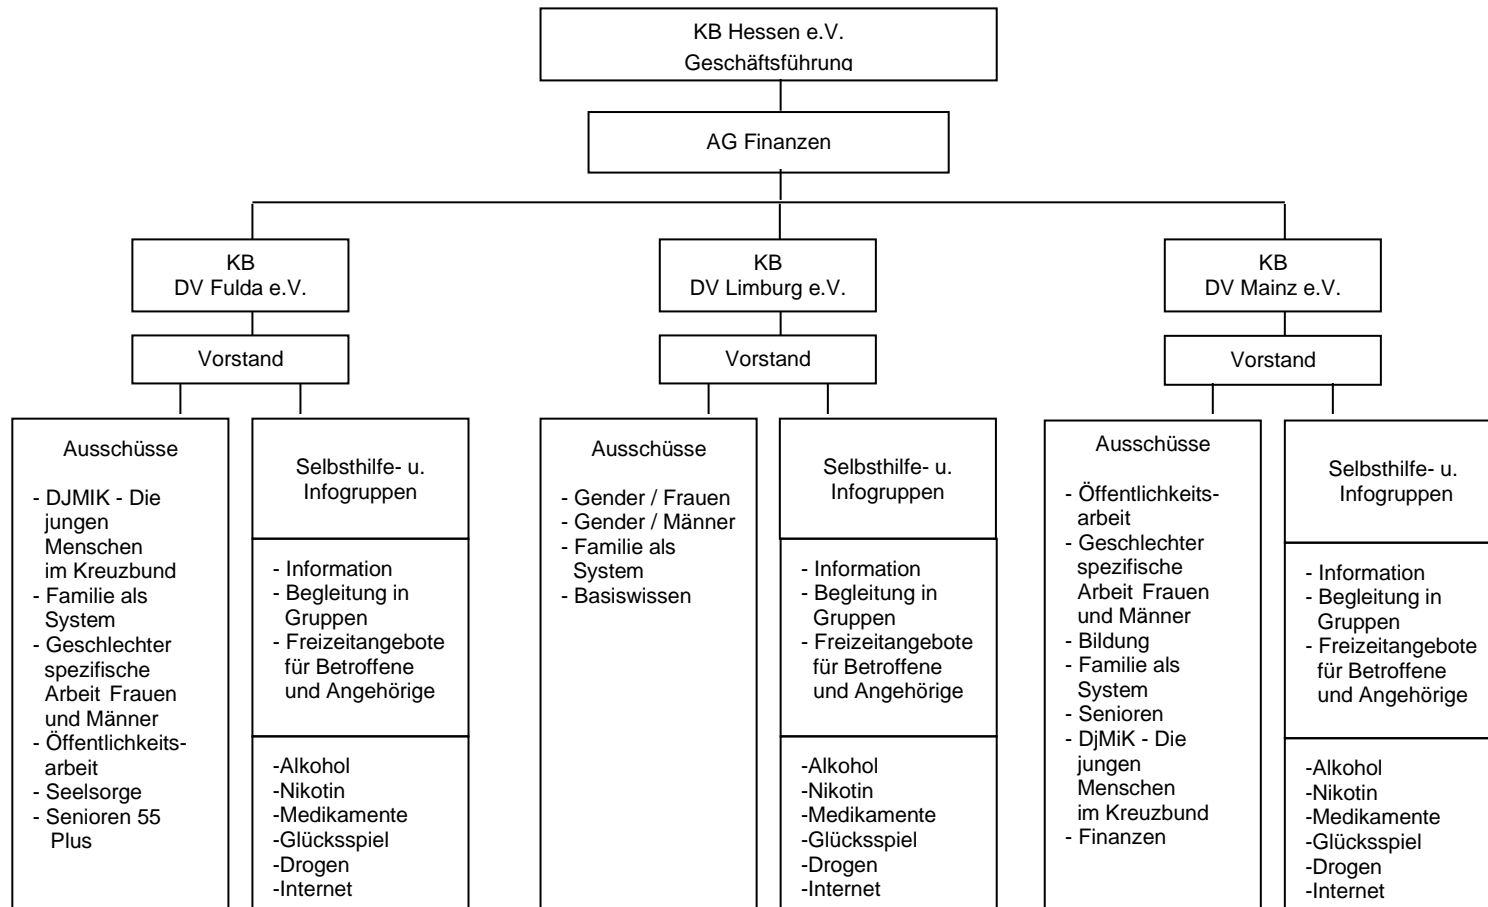 KB Hessen e.V.
Geschäftsführung
AG Finanzen
KB
DV Fulda e.V.
Vorstand
Ausschüsse
- DJMIK - Die
jungen
Menschen
im Kreuzbund
- Familie als
System
- Geschlechter
spezifische
Arbeit Frauen
und Männer
- Öffentlichkeits-
arbeit
- Seelsorge
- Senioren 55
Plus
Selbsthilfe- u.
Infogruppen
- Information
- Begleitung in
Gruppen
- Freizeitangebote
für Betroffene
und Angehörige
-Alkohol
-Nikotin
-Medikamente
-Glücksspiel
-Drogen
-Internet
KB
DV Limburg e.V.
Vorstand
Ausschüsse
- Gender / Frauen
- Gender / Männer
- Familie als
System
- Basiswissen
Selbsthilfe- u.
Infogruppen
- Information
- Begleitung in
Gruppen
- Freizeitangebote
für Betroffene
und Angehörige
-Alkohol
-Nikotin
-Medikamente
-Glücksspiel
-Drogen
-Internet
KB
DV Mainz e.V.
Vorstand
Ausschüsse
- Öffentlichkeits-
arbeit
- Geschlechter
spezifische
Arbeit Frauen
und Männer
- Bildung
- Familie als
System
- Senioren
- DjMiK - Die
jungen
Menschen
im Kreuzbund
- Finanzen
Selbsthilfe- u.
Infogruppen
- Information
- Begleitung in
Gruppen
- Freizeitangebote
für Betroffene
und Angehörige
-Alkohol
-Nikotin
-Medikamente
-Glücksspiel
-Drogen
-Internet